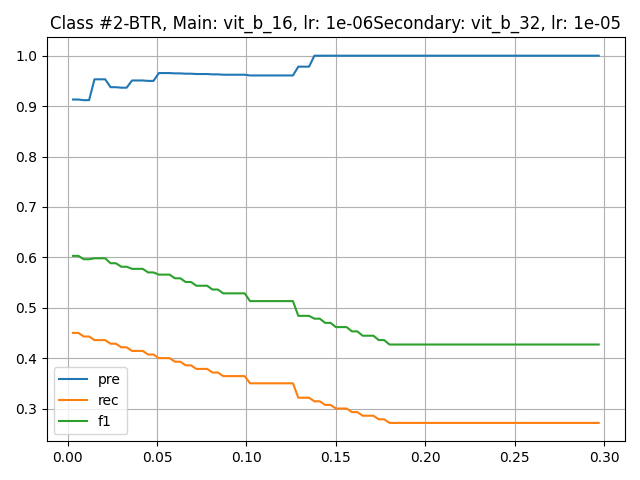 Class #2-BTR, Main: vit_b_16, lr: 1e-06Secondary: vit_b_32, lr: 1e-05
1.0
0.9
0.8
0.7
0.6
0.5
0.4
0.3
pre
rec
f1
0.00 0.05 0.10 0.15 0.20 0.25 0.30